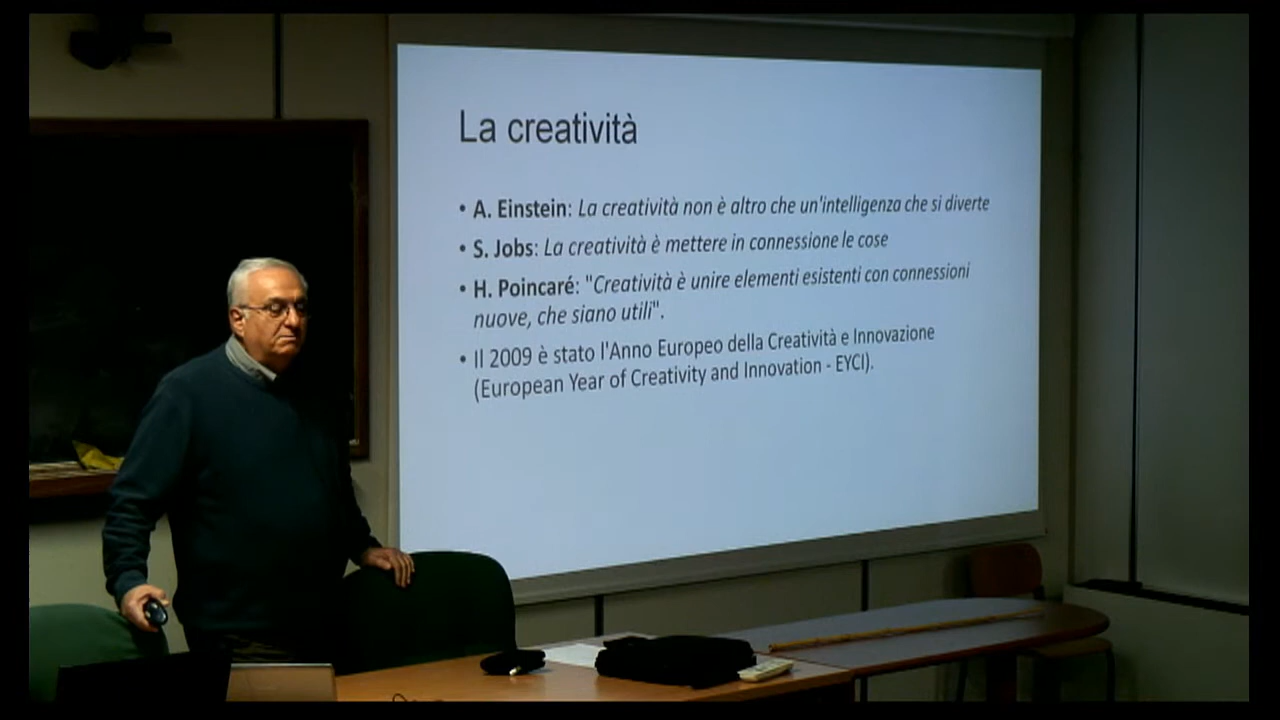 La creatività
• A. Einstein: La creatività non è altro che un'intelligenza che si diverte
• S. Jobs: La creatività è mettere in connessione le cose
• H. Poincaré: "Creatività è unire elementi esistenti con connessioni
nuove, che siano utili".
• Il 2009 è stato l'Anno Europeo della Creatività e Innovazione
(European Year of Creativity and Innovation - EYCI).